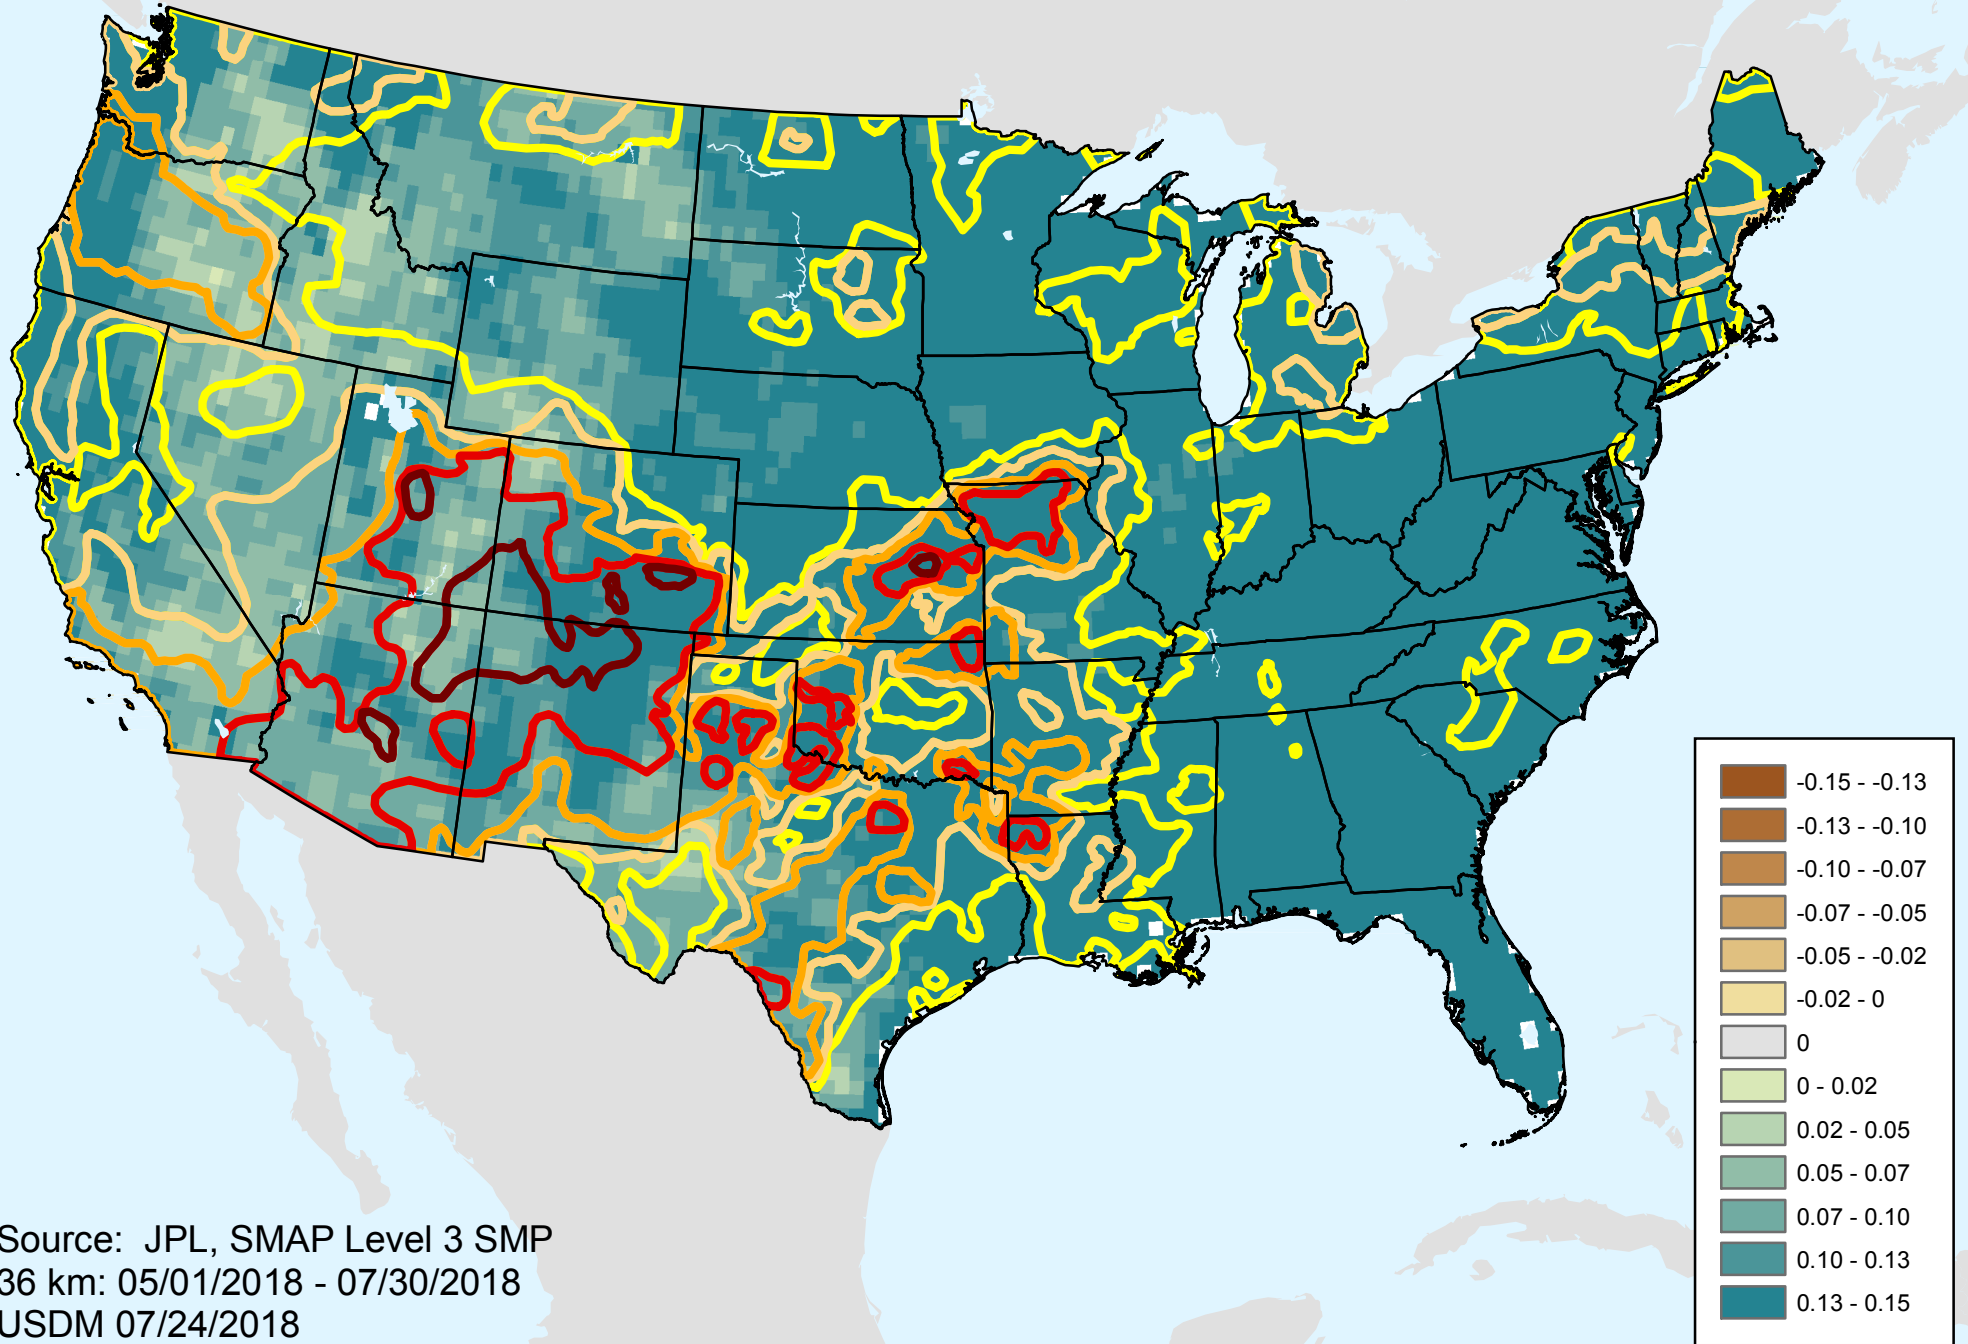 -0.15 - -0.13
-0.13 - -0.10
-0.10 - -0.07
-0.07 - -0.05
-0.05 - -0.02
-0.02 - 0
0
0 - 0.02
0.02 - 0.05
0.05 - 0.07
0.07 - 0.10
0.10 - 0.13
0.13 - 0.15
Source: JPL, SMAP Level 3 SMP
36 km: 05/01/2018 - 07/30/2018
USDM 07/24/2018